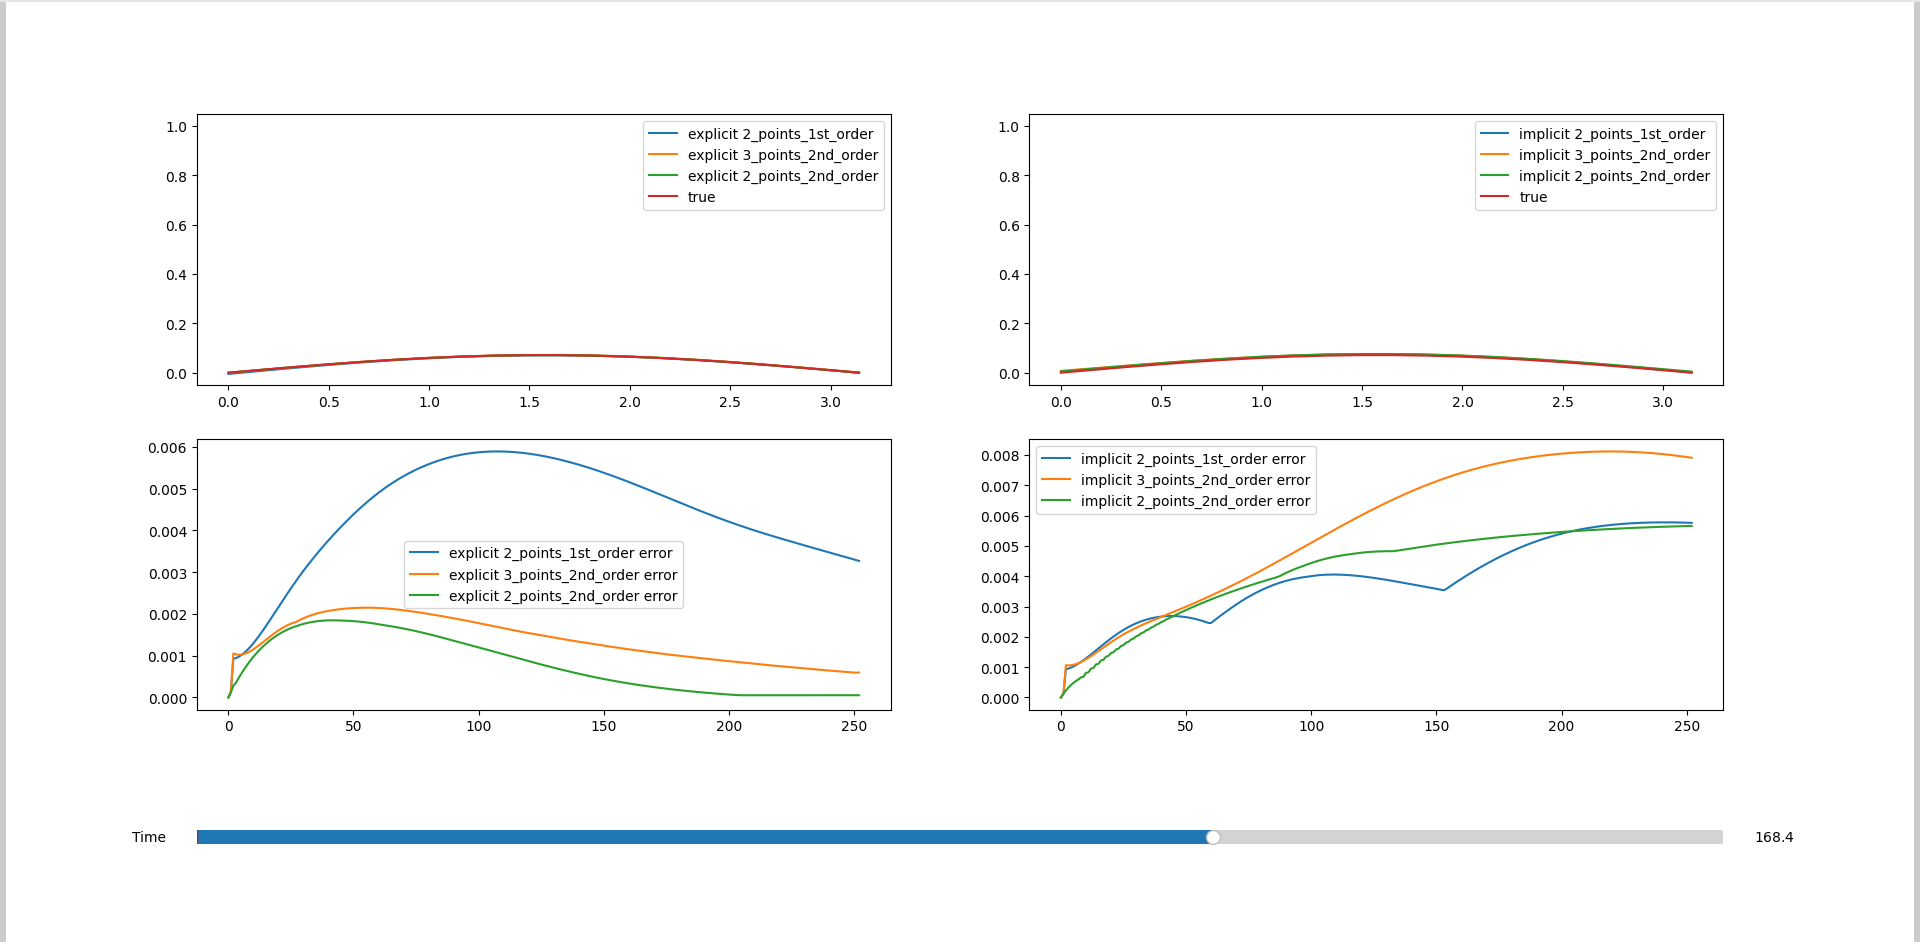 1.0
0.8
0.6
0.4
0.2
0.0
0.0 0.5 1.0 1.5 2.0 2.5 3.0
explicit 2_points_1st_order
explicit 3_points_2nd_order
explicit 2_points_2nd_order
true
1.0
0.8
0.6
0.4
0.2
0.0
0.0 0.5 1.0 1.5 2.0 2.5 3.0
implicit 2_points_1st_order
implicit 3_points_2nd_order
implicit 2_points_2nd_order
true
0.006
0.005
0.004
0.003
0.002
0.001
0.000
0 50 100 150 200 250
explicit 2_points_1st_order error
explicit 3_points_2nd_order error
explicit 2_points_2nd_order error
0.008
0.007
0.006
0.005
0.004
0.003
0.002
0.001
0.000
0 50 100 150 200 250
implicit 2_points_1st_order error
implicit 3_points_2nd_order error
implicit 2_points_2nd_order error
Time 168.4